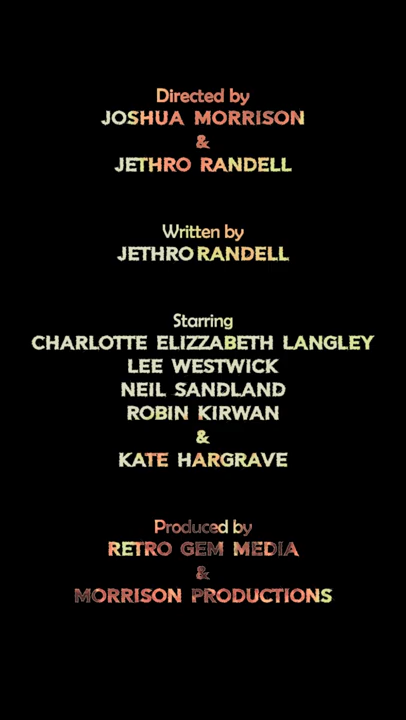 Directed by
JOSHUA MORRISON
&
JETHRO RANDELL
Written by
JETHRO RANDELL
Starring
CHARLOTTE ELIZZABETH LANGLEY
LEE WESTWICK
NEIL SANDLAND
ROBIN KIRWAN
&
KATE HARGRAVE
Produced by
RETRO GEM MEDIA
&
MORRISON PRODUCTIONS